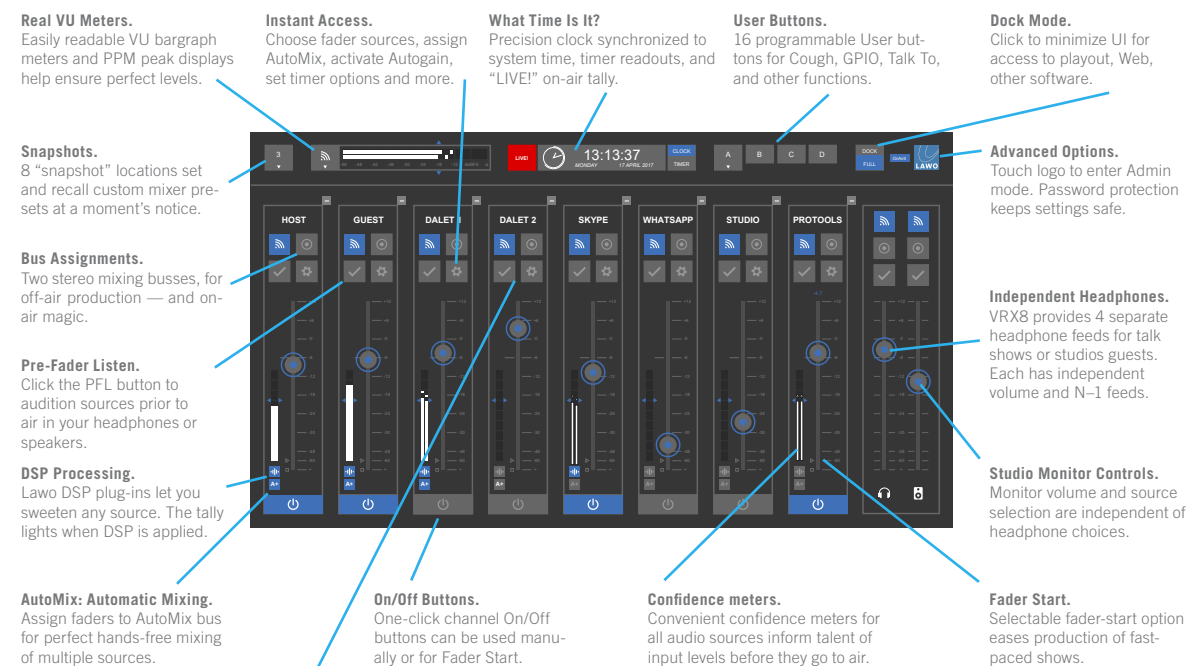 Real VU Meters.
Easily readable VU bargraph
meters and PPM peak displays
help ensure perfect levels.
Instant Access.
Choose fader sources, assign
AutoMix, activate Autogain,
set timer options and more.
What Time Is It?
Precision clock synchronized to
system time, timer readouts, and
“LIVE!” on-air tally.
User Buttons.
16 programmable User but-
tons for Cough, GPIO, Talk To,
and other functions.
Dock Mode.
Click to minimize UI for
access to playout, Web,
other software.
Snapshots.
8 “snapshot” locations set
and recall custom mixer pre-
sets at a moment’s notice.
Bus Assignments.
Two stereo mixing busses, for
off-air production — and on-
air magic.
Pre-Fader Listen.
Click the PFL button to
audition sources prior to
air in your headphones or
speakers.
DSP Processing.
Lawo DSP plug-ins let you
sweeten any source. The tally
lights when DSP is applied.
3
LIVE!
13:13:37
MONDAY 17 APRIL 2017
CLOCK
TIMER
A B C D
DOCK
FULL
OnAir8
LAWO
HOST GUEST DALET 1 DALET 2 SKYPE WHATSAPP STUDIO PROTOOLS
A+ A+ A+ A+ A+ A+ A+ A+
Advanced Options.
Touch logo to enter Admin
mode. Password protection
keeps settings safe.
Independent Headphones.
VRX8 provides 4 separate
headphone feeds for talk
shows or studios guests.
Each has independent
volume and N–1 feeds.
Studio Monitor Controls.
Monitor volume and source
selection are independent of
headphone choices.
AutoMix: Automatic Mixing.
Assign faders to AutoMix bus
for perfect hands-free mixing
of multiple sources.
On/Off Buttons.
One-click channel On/Off
buttons can be used manu-
ally or for Fader Start.
Confidence meters.
Convenient confidence meters for
all audio sources inform talent of
input levels before they go to air.
Fader Start.
Selectable fader-start option
eases production of fast-
paced shows.